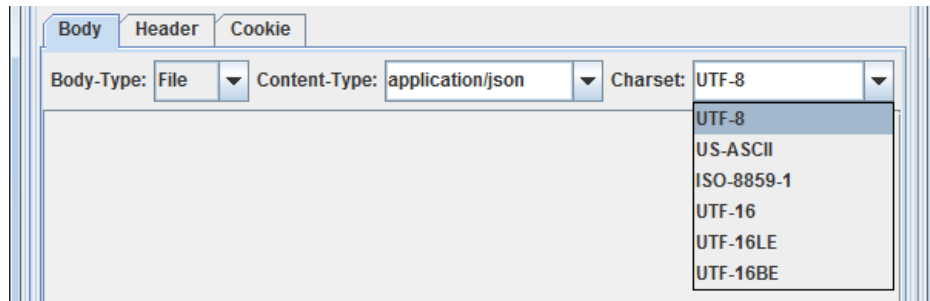 Body Header Cookie
Body-Type: File Content-Type: application/json Charset: UTF-8
UTF-8
US-ASCII
ISO-8859-1
UTF-16
UTF-16LE
UTF-16BE